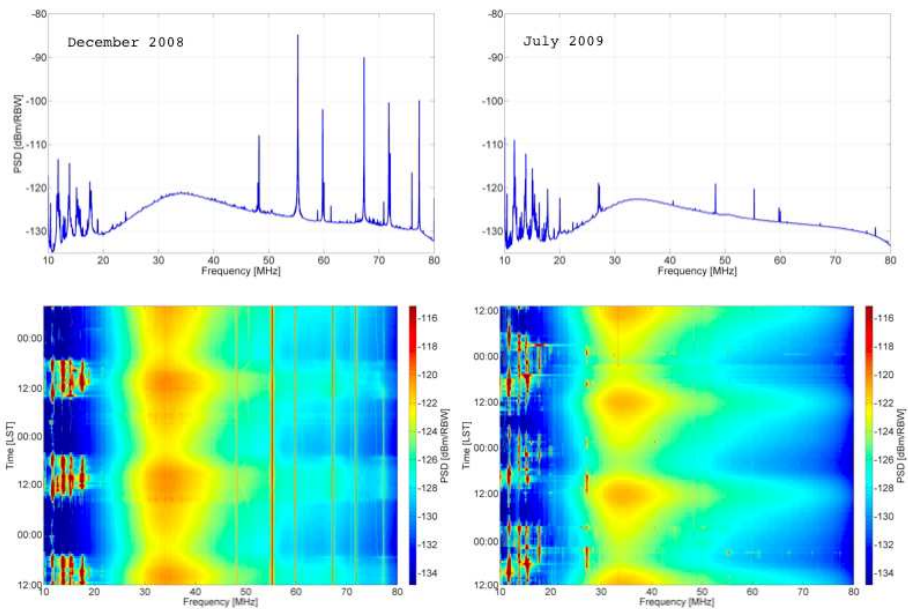 -80
-90
-100
-110
-120
-130
PSD [dBm/RBW]
December 2008
10 20 30 40 50 60 70 80
Frequency [MHz]
-80
-90
-100
-110
-120
-130
PSD [dBm/RBW]
July 2009
10 20 30 40 50 60 70 80
Frequency [MHz]
00:00
12:00
00:00
12:00
00:00
12:00
Time [LST]
10 20 30 40 50 60 70 80
Frequency [MHz]
-116
-118
-120
-122
-124
-126
-128
-130
-132
-134
PSD [dBm/RBW]
12:00
00:00
12:00
00:00
12:00
00:00
12:00
Time [LST]
10 20 30 40 50 60 70 80
Frequency [MHz]
-116
-118
-120
-122
-124
-126
-128
-130
-132
-134
PSD [dBm/RBW]